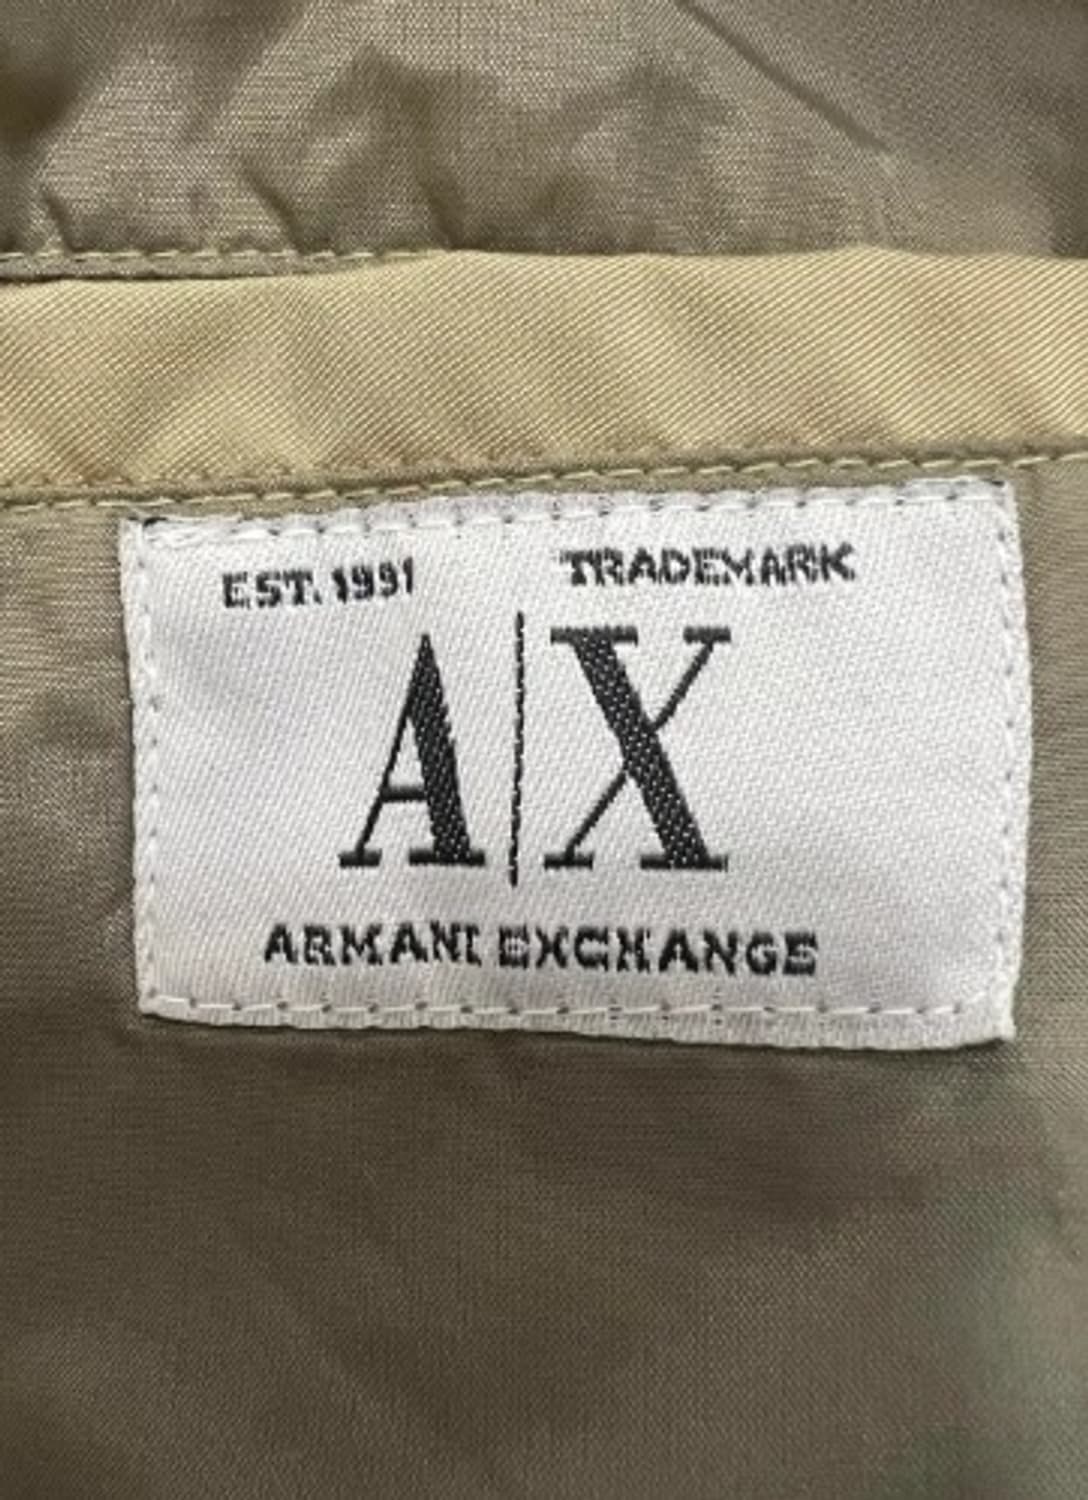 EST. 1991 TRADEMARK
A|X
ARMANI EXCHANGE